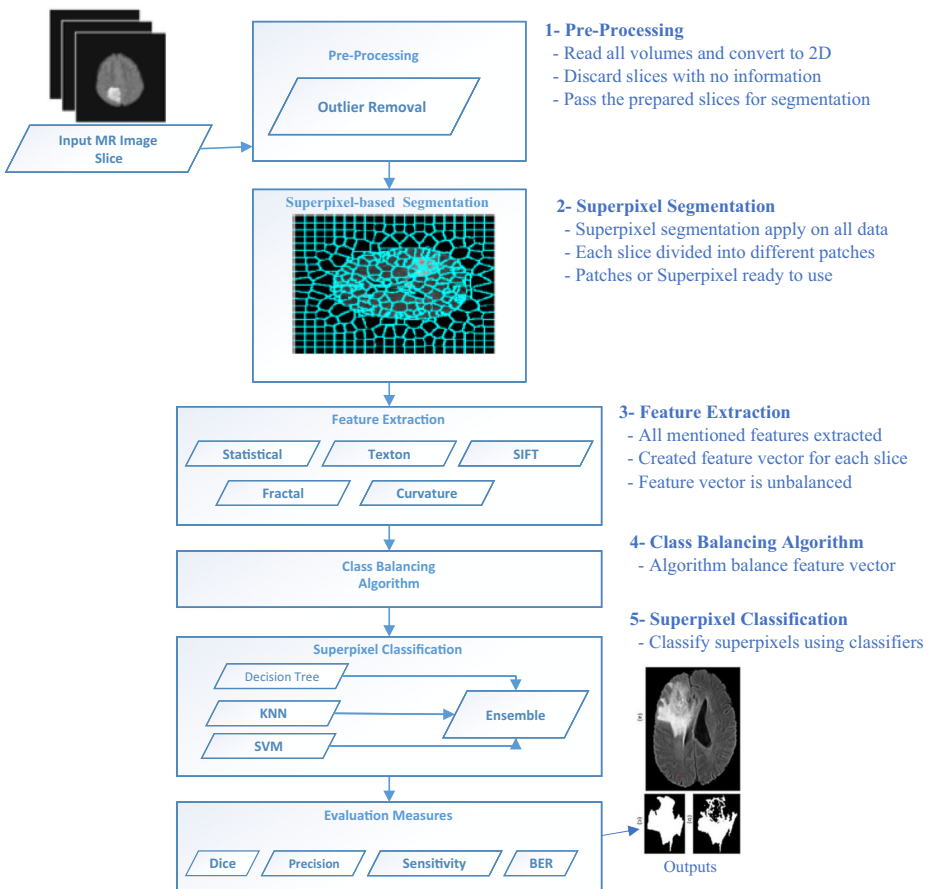 Input MR Image
Slice
Pre-Processing
Outlier Removal
1- Pre-Processing
- Read all volumes and convert to 2D
- Discard slices with no information
- Pass the prepared slices for segmentation
Superpixel-based Segmentation
2- Superpixel Segmentation
- Superpixel segmentation apply on all data
- Each slice divided into different patches
- Patches or Superpixel ready to use
Feature Extraction
Statistical
Texton
SIFT
Fractal
Curvature
3- Feature Extraction
- All mentioned features extracted
- Created feature vector for each slice
- Feature vector is unbalanced
Class Balancing
Algorithm
4- Class Balancing Algorithm
- Algorithm balance feature vector
Superpixel Classification
Decision Tree
KNN
SVM
Ensemble
5- Superpixel Classification
- Classify superpixels using classifiers
Evaluation Measures
Dice
Precision
Sensitivity
BER
Outputs